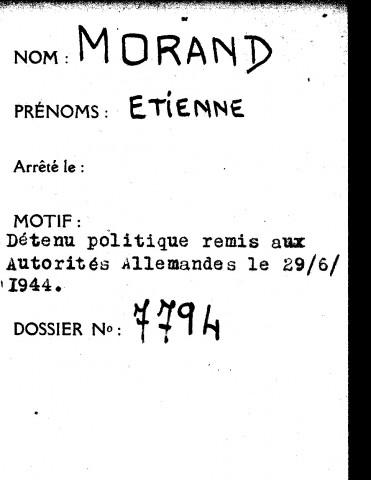 NOM : MORAND
PRÉNOMS : ETIENNE
Arrêté le :
MOTIF :
Détenu politique remis aux
Autorités Allemandes le 29/6/
1944.
DOSSIER No : 7794